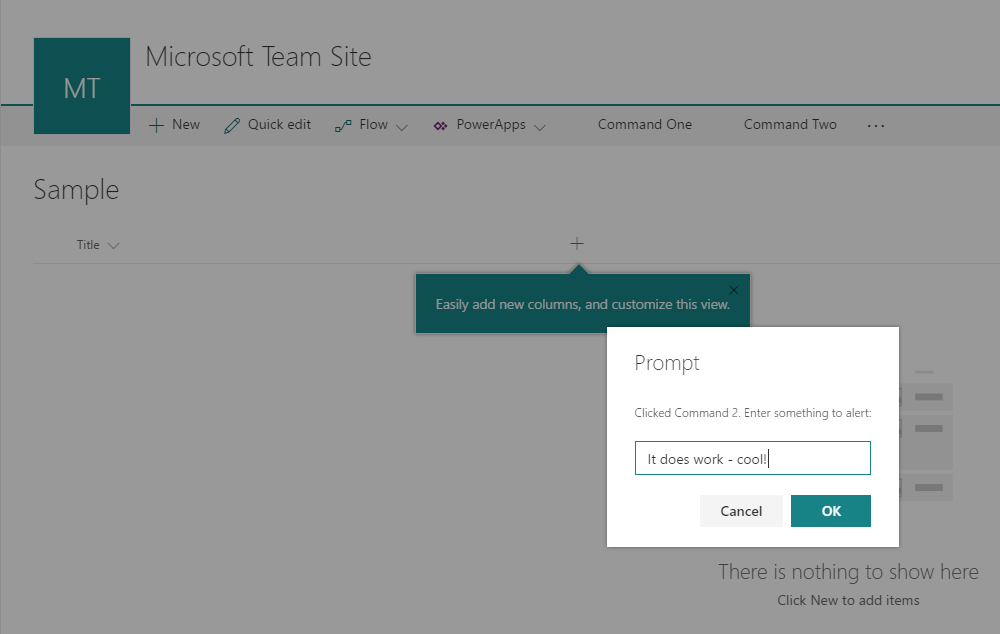 MT
Microsoft Team Site
New Quick edit Flow PowerApps Command One Command Two ...
Sample
Title
Easily add new columns, and customize this view.
Prompt
Clicked Command 2. Enter something to alert:
It does work - cool!
Cancel OK
There is nothing to show here
Click New to add items